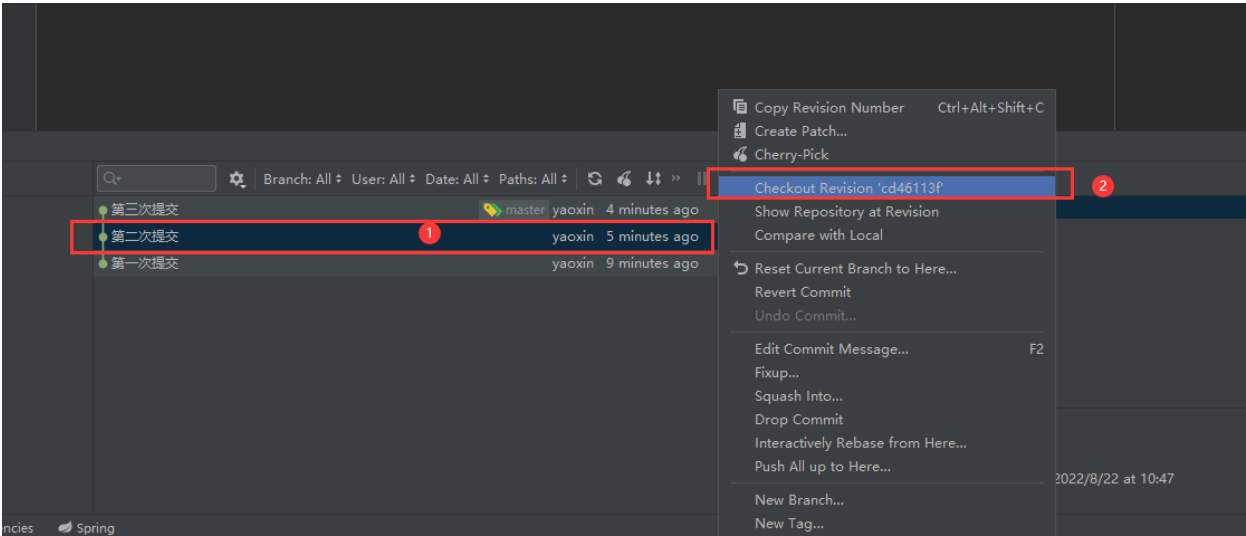 Copy Revision Number Ctrl+Alt+Shift+C
Create Patch...
Cherry-Pick
Branch: All User: All Date: All Paths: All
Checkout Revision 'cd46113f' 2
第三次提交 master yaoxin 4 minutes ago
Show Repository at Revision
第二次提交 1 yaoxin 5 minutes ago
Compare with Local
第一次提交 yaoxin 9 minutes ago
Reset Current Branch to Here...
Revert Commit
Undo Commit...
Edit Commit Message... F2
Fixup...
Squash Into...
Drop Commit
Interactively Rebase from Here...
Push All up to Here...
2022/8/22 at 10:47
New Branch...
New Tag...
encies Spring